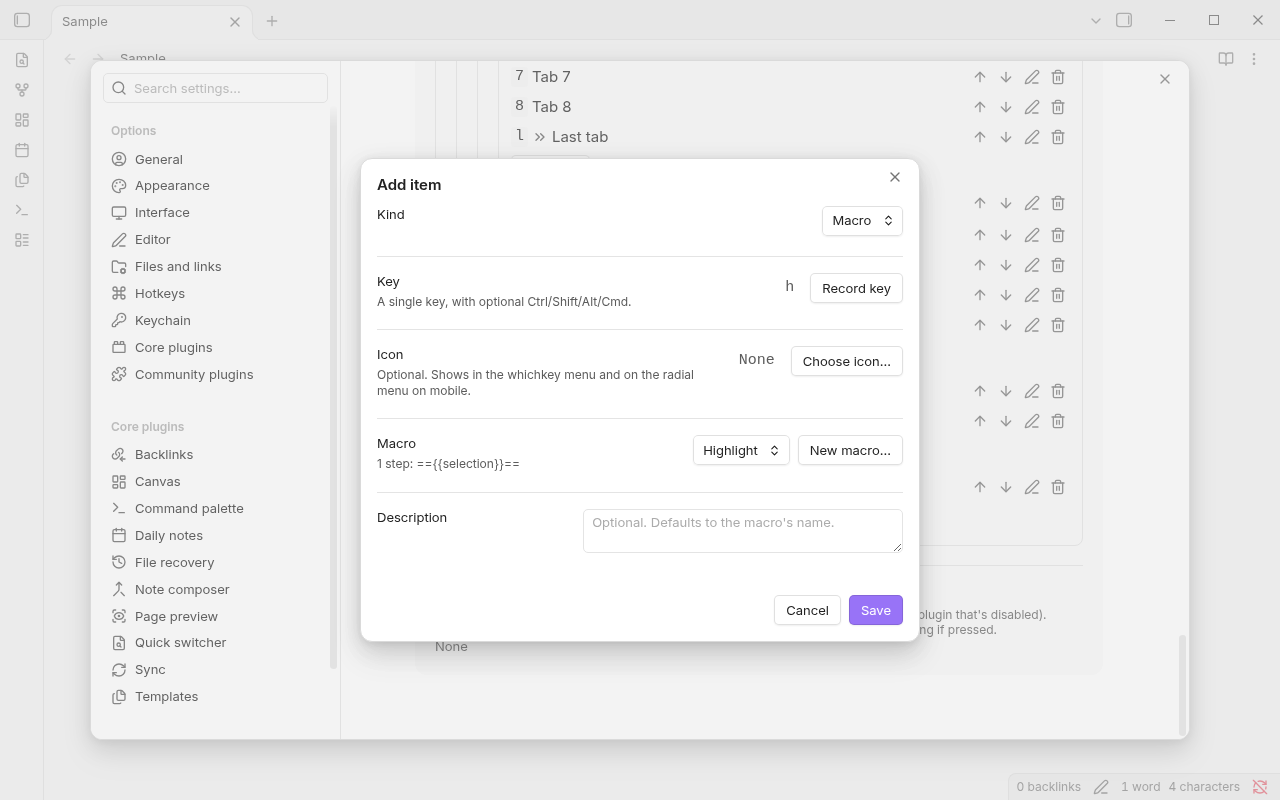 Sample
Sample
Search settings...
Options
General
Appearance
Interface
Editor
Files and links
Hotkeys
Keychain
Core plugins
Community plugins
Core plugins
Backlinks
Canvas
Command palette
Daily notes
File recovery
Note composer
Page preview
Quick switcher
Sync
Templates
7 Tab 7
8 Tab 8
l Last tab
Add item
Kind
Macro
Key
A single key, with optional Ctrl/Shift/Alt/Cmd.
h
Record key
Icon
Optional. Shows in the whichkey menu and on the radial
menu on mobile.
None
Choose icon...
Macro
1 step: =={{selection}}==
Highlight
New macro...
Description
Optional. Defaults to the macro's name.
Cancel
Save
plugin that's disabled).
ng if pressed.
None
0 backlinks
1 word
4 characters